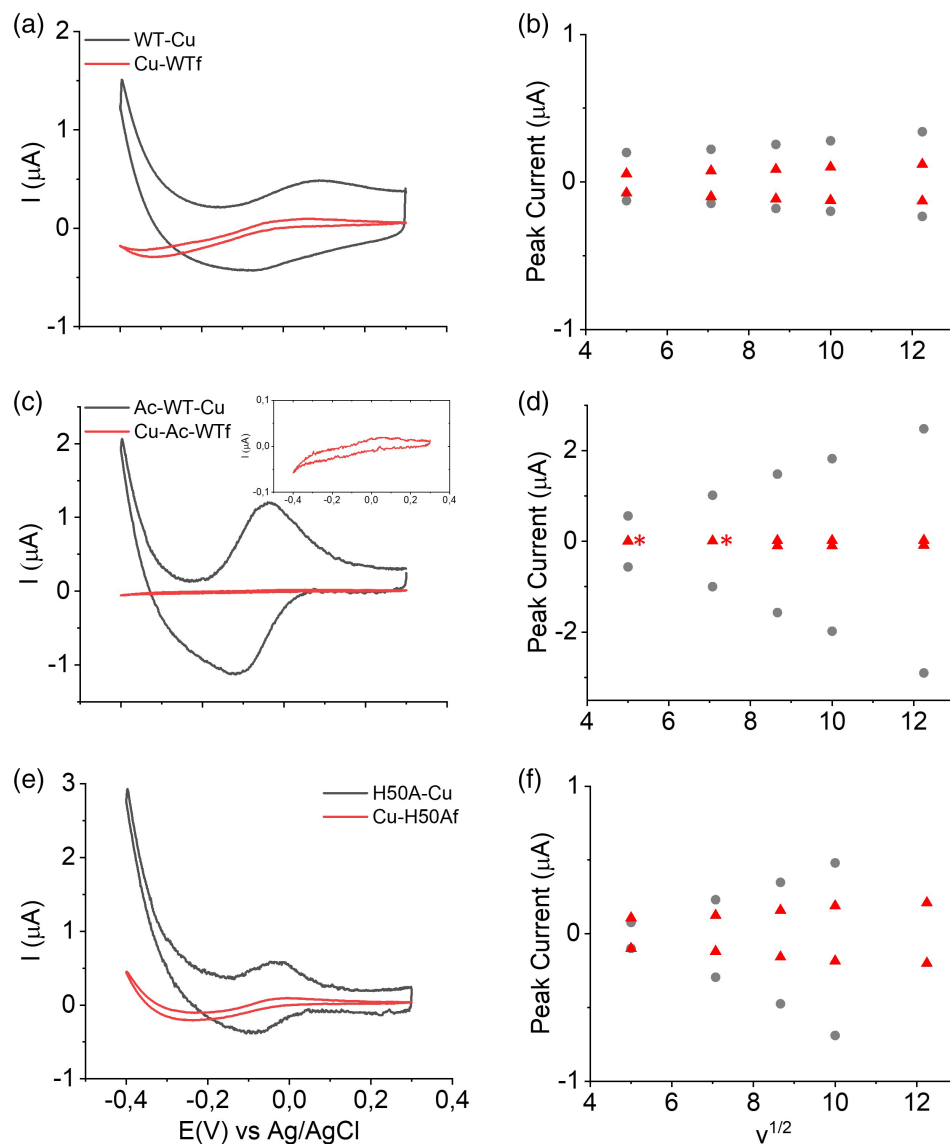 (a)
WT-Cu
Cu-WTf
2
1
0
-1
I (µA)
(b)
1
0
-1
Peak Current (µA)
4 6 8 10 12
(c)
Ac-WT-Cu
Cu-Ac-WTf
2
1
0
-1
I (µA)
0,1
0,0
-0,1
I (µA)
-0,4 -0,2 0,0 0,2 0,4
(d)
2
0
-2
Peak Current (µA)
* *
4 6 8 10 12
(e)
H50A-Cu
Cu-H50Af
3
2
1
0
-1
I (µA)
-0,4 -0,2 0,0 0,2 0,4
E(V) vs Ag/AgCl
(f)
1
0
-1
Peak Current (µA)
4 6 8 10 12
v^1/2